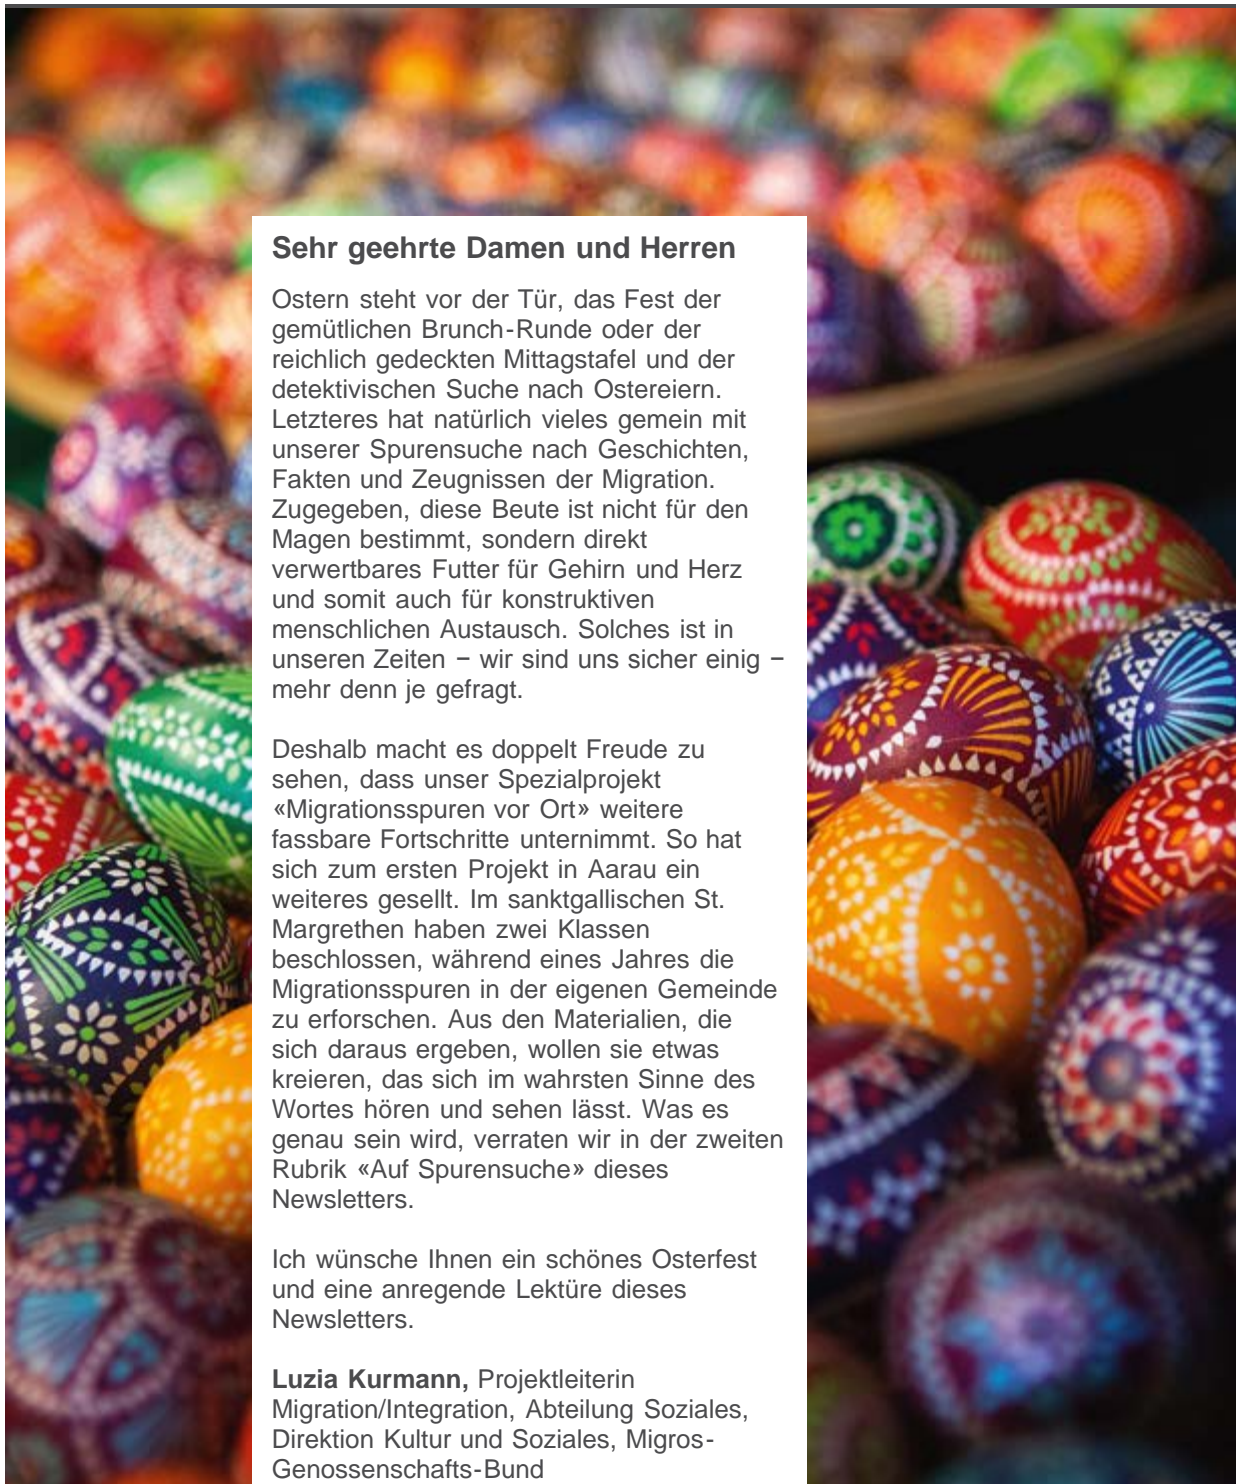 Sehr geehrte Damen und Herren
Ostern steht vor der Tür, das Fest der
gemütlichen Brunch-Runde oder der
reichlich gedeckten Mittagstafel und der
detektivischen Suche nach Ostereiern.
Letzteres hat natürlich vieles gemein mit
unserer Spurensuche nach Geschichten,
Fakten und Zeugnissen der Migration.
Zugegeben, diese Beute ist nicht für den
Magen bestimmt, sondern direkt
verwertbares Futter für Gehirn und Herz
und somit auch für konstruktiven
menschlichen Austausch. Solches ist in
unseren Zeiten – wir sind uns sicher einig –
mehr denn je gefragt.
Deshalb macht es doppelt Freude zu
sehen, dass unser Spezialprojekt
«Migrationsspuren vor Ort» weitere
fassbare Fortschritte unternimmt. So hat
sich zum ersten Projekt in Aarau ein
weiteres gesellt. Im sanktgallischen St.
Margrethen haben zwei Klassen
beschlossen, während eines Jahres die
Migrationsspuren in der eigenen Gemeinde
zu erforschen. Aus den Materialien, die
sich daraus ergeben, wollen sie etwas
kreieren, das sich im wahrsten Sinne des
Wortes hören und sehen lässt. Was es
genau sein wird, verraten wir in der zweiten
Rubrik «Auf Spurensuche» dieses
Newsletters.
Ich wünsche Ihnen ein schönes Osterfest
und eine anregende Lektüre dieses
Newsletters.
Luzia Kurmann, Projektleiterin
Migration/Integration, Abteilung Soziales,
Direktion Kultur und Soziales, Migros-
Genossenschafts-Bund